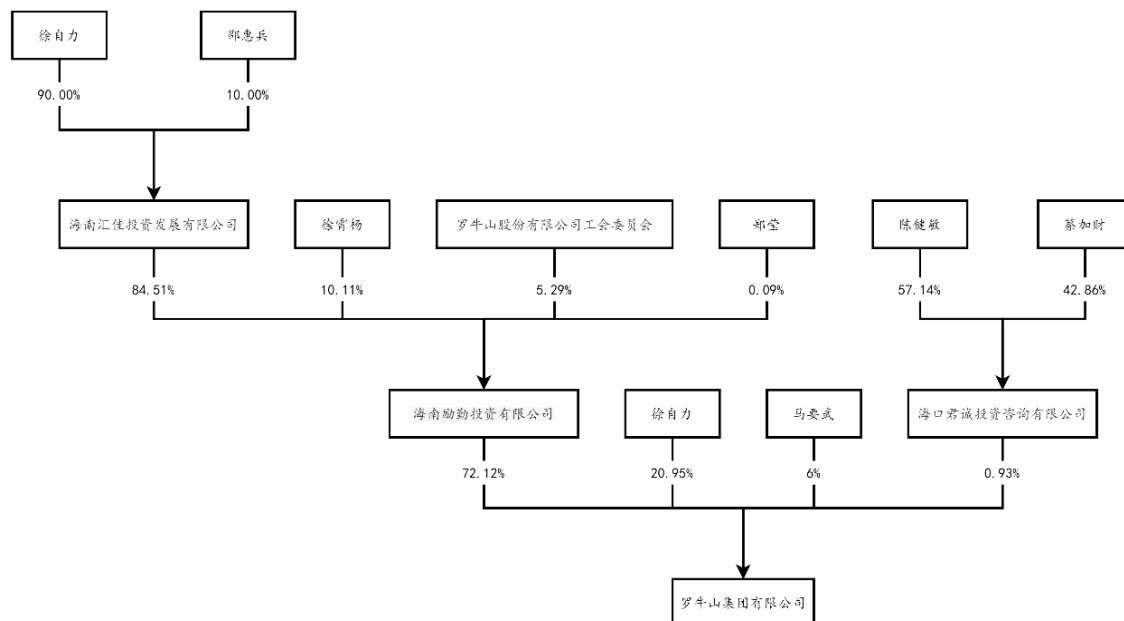 徐自力
邵惠兵
90.00%
10.00%
海南汇佳投资发展有限公司
徐霄杨
罗牛山股份有限公司工会委员会
郑莹
陈健敏
蔡加财
84.51%
10.11%
5.29%
0.09%
57.14%
42.86%
海南励勤投资有限公司
徐自力
马要武
海口君诚投资咨询有限公司
72.12%
20.95%
6%
0.93%
罗牛山集团有限公司